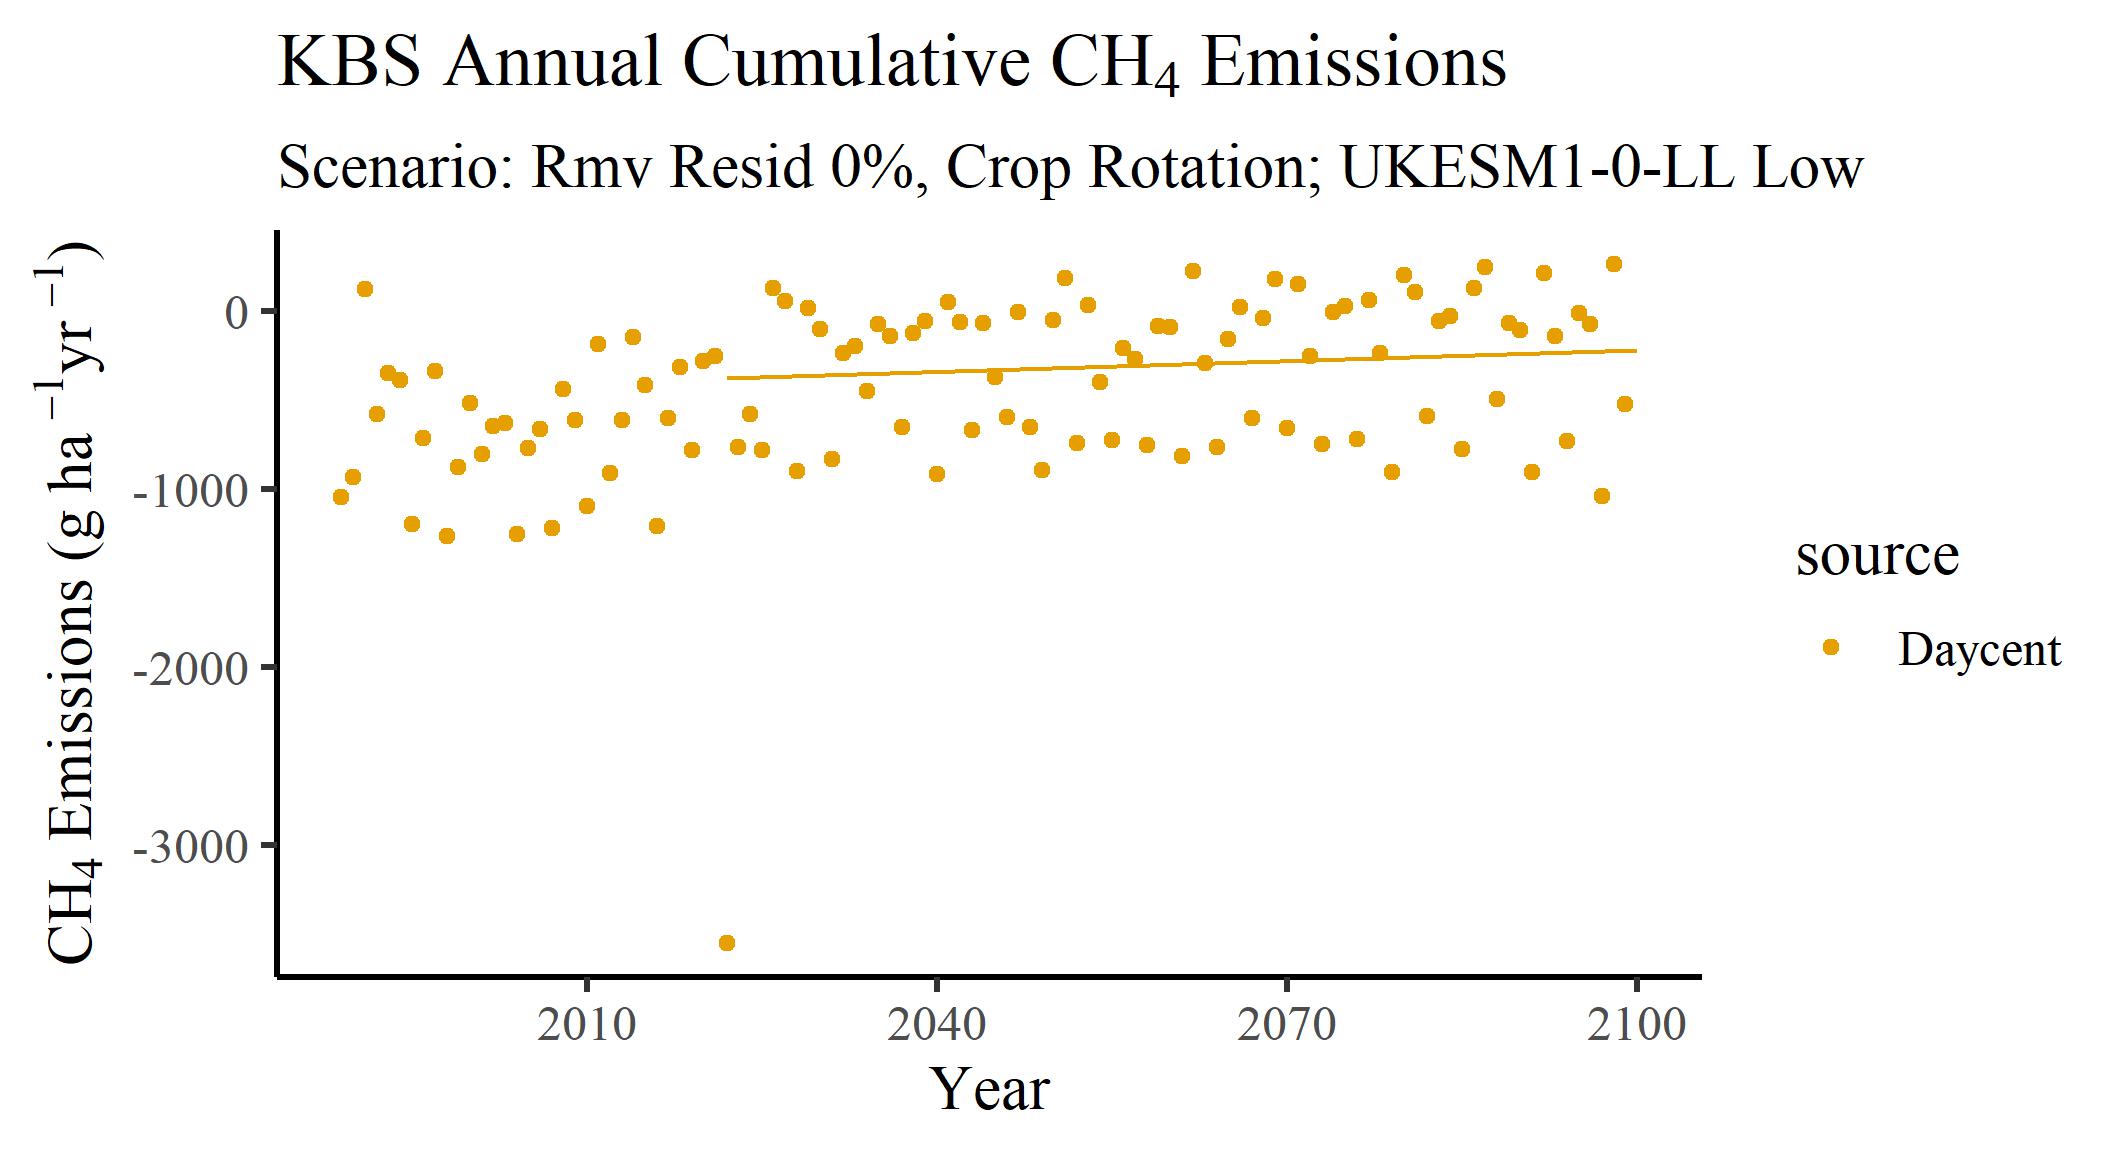 KBS Annual Cumulative CH₄ Emissions
Scenario: Rmv Resid 0%, Crop Rotation; UKESM1-0-LL Low
CH₄ Emissions (g ha ⁻¹yr ⁻¹)
0
-1000
-2000
-3000
2010 2040 2070 2100
Year
source
Daycent